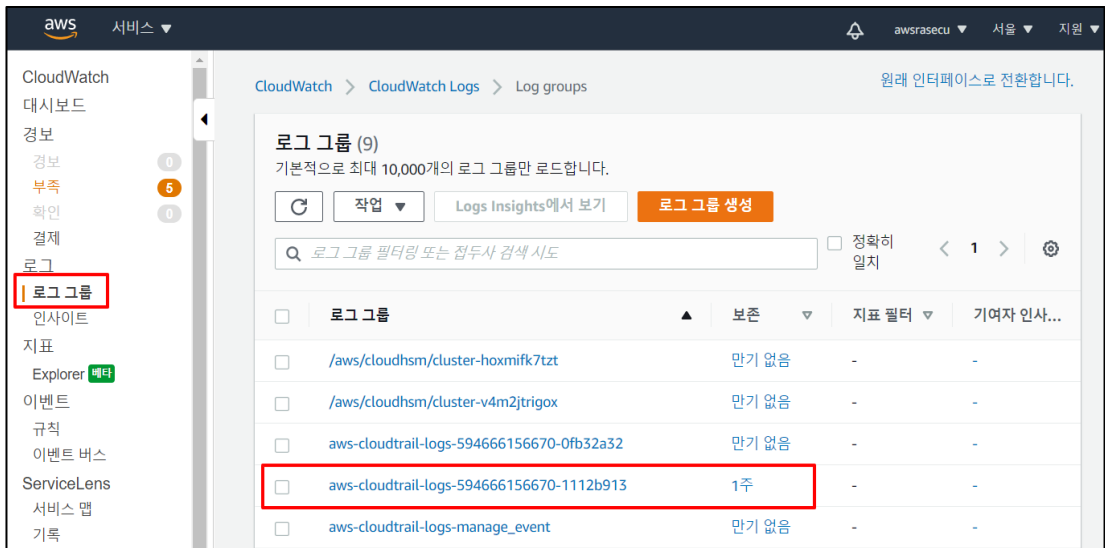 aws 서비스 ▼ awsrasecu ▼ 서울 ▼ 지원 ▼
CloudWatch
대시보드
경보
경보 0
부족 5
확인 0
결제
로그
로그 그룹
인사이트
지표
Explorer 베타
이벤트
규칙
이벤트 버스
ServiceLens
서비스 맵
기록
CloudWatch > CloudWatch Logs > Log groups
원래 인터페이스로 전환합니다.
로그 그룹 (9)
기본적으로 최대 10,000개의 로그 그룹만 로드합니다.
작업 ▼ Logs Insights에서 보기 로그 그룹 생성
로그 그룹 필터링 또는 접두사 검색 시도
정확히
일치
< 1 >
로그 그룹 ▲ 보존 ▽ 지표 필터 ▽ 기여자 인사...
/aws/cloudhsm/cluster-hoxmifk7tzt 만기 없음 - -
/aws/cloudhsm/cluster-v4m2jtrigox 만기 없음 - -
aws-cloudtrail-logs-594666156670-0fb32a32 만기 없음 - -
aws-cloudtrail-logs-594666156670-1112b913 1주 - -
aws-cloudtrail-logs-manage_event 만기 없음 - -